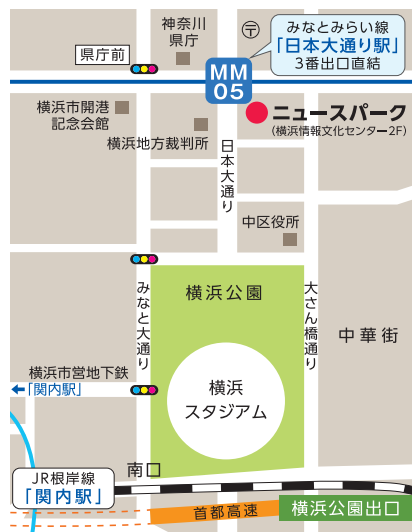 神奈川
県庁
〶
みなとみらい線
「日本大通り駅」
3番出口直結
県庁前
MM
05
横浜市開港
記念会館
ニュースパーク
(横浜情報文化センター2F)
横浜地方裁判所
日本大通り
中区役所
みなと大通り
横浜公園
大さん橋通り
中華街
横浜市営地下鉄
「関内駅」
横浜
スタジアム
南口
JR根岸線
「関内駅」
首都高速
横浜公園出口